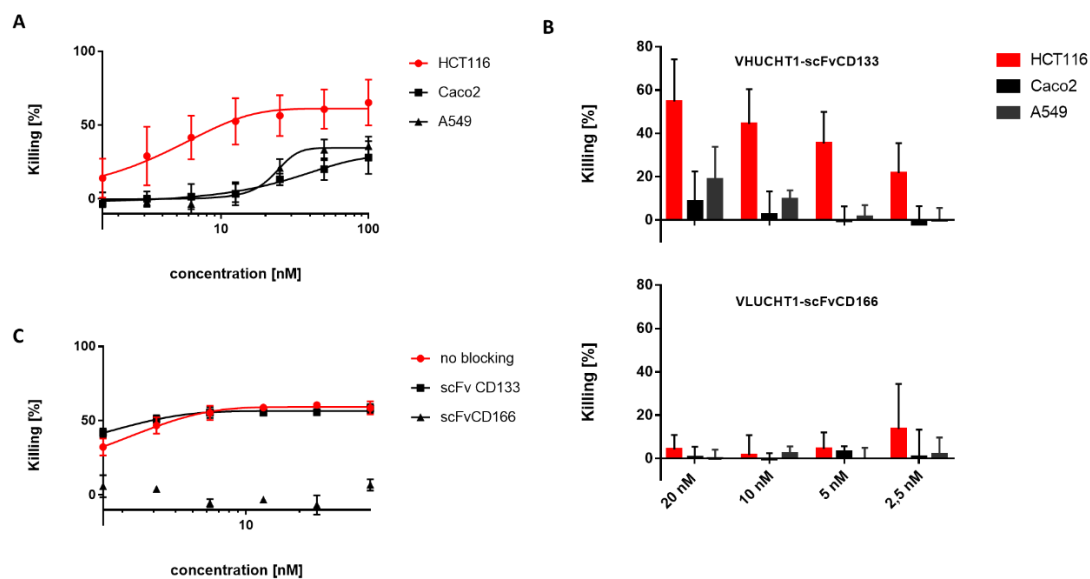 A
100
50
0
Killing [%]
10
100
concentration [nM]
HCT116
Caco2
A549
B
VHUCHT1-scFvCD133
80
60
40
20
0
Killing [%]
HCT116
Caco2
A549
VLUCHT1-scFvCD166
80
60
40
20
0
Killing [%]
20 nM
10 nM
5 nM
2,5 nM
C
100
50
0
Killing [%]
10
concentration [nM]
no blocking
scFv CD133
scFvCD166